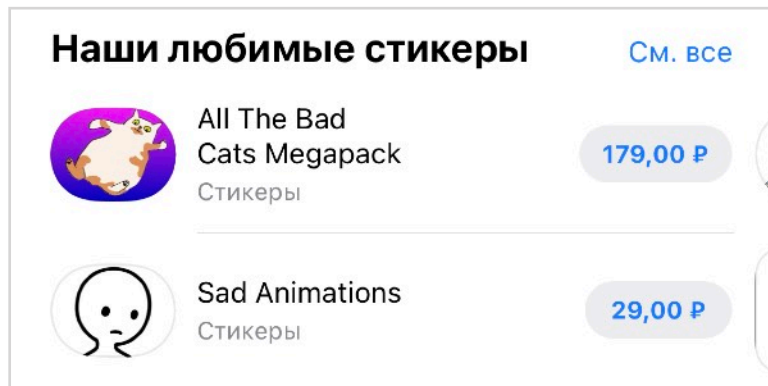 Наши любимые стикеры
См. все
All The Bad
Cats Megapack
Стикеры
179,00 ₽
Sad Animations
Стикеры
29,00 ₽